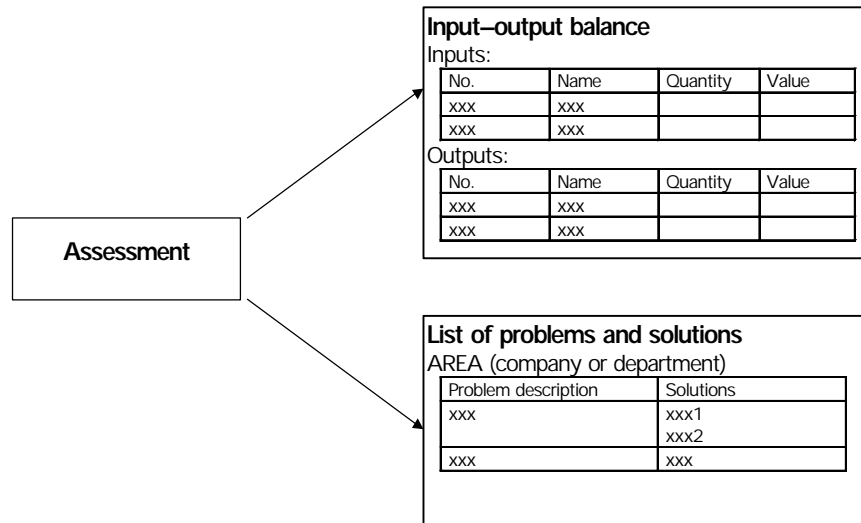 Assessment
Input–output balance
Inputs:
No. Name Quantity Value
xxx xxx
xxx xxx
Outputs:
No. Name Quantity Value
xxx xxx
xxx xxx
List of problems and solutions
AREA (company or department)
Problem description Solutions
xxx xxx1
xxx2
xxx xxx